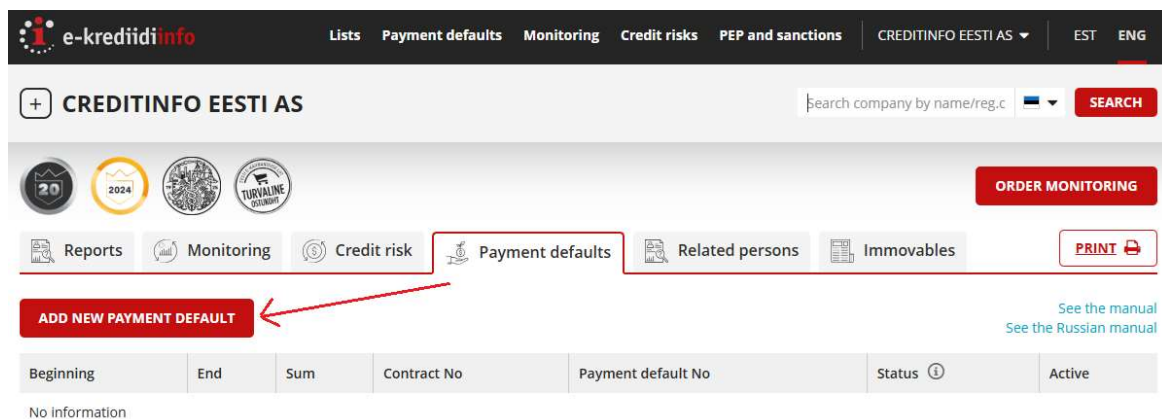 e-krediidiinfo Lists Payment defaults Monitoring Credit risks PEP and sanctions CREDITINFO EESTI AS EST ENG
+ CREDITINFO EESTI AS Search company by name/reg.c SEARCH
20 2024 TURVALINE OSTUKOHT
ORDER MONITORING
Reports Monitoring Credit risk Payment defaults Related persons Immovables PRINT
ADD NEW PAYMENT DEFAULT
See the manual
See the Russian manual
Beginning End Sum Contract No Payment default No Status Active
No information